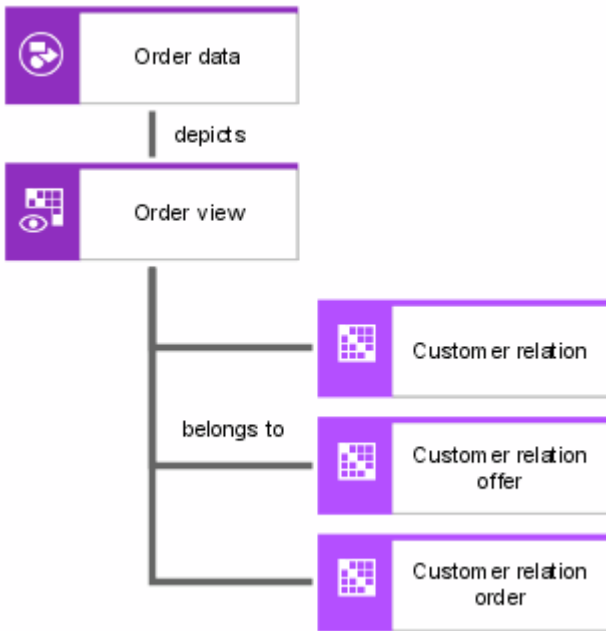 Order data
depicts
Order view
Customer relation
belongs to
Customer relation
offer
Customer relation
order